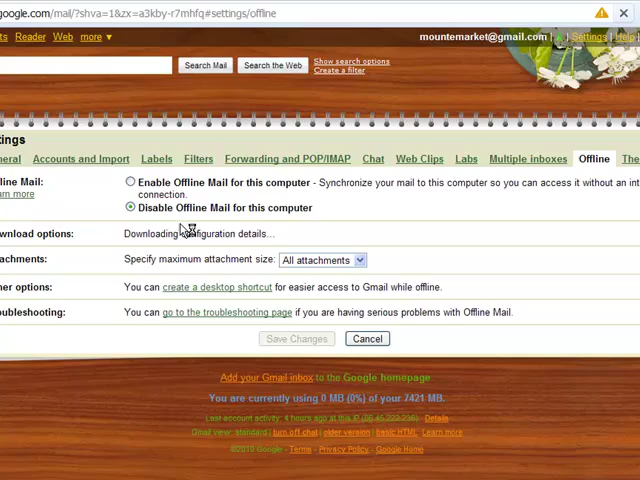 google.com/mail/?shva=1&zx=a3kby-r7mhfq#settings/offline
ts Reader Web more ▼ mountemarket@gmail.com | | Settings | Help |
Search Mail Search the Web Show search options
Create a filter
tings
neral Accounts and Import Labels Filters Forwarding and POP/IMAP Chat Web Clips Labs Multiple inboxes Offline The
line Mail: Enable Offline Mail for this computer - Synchronize your mail to this computer so you can access it without an int
arn more connection.
Disable Offline Mail for this computer
wnload options: Downloading configuration details...
achments: Specify maximum attachment size: All attachments
her options: You can create a desktop shortcut for easier access to Gmail while offline.
oubleshooting: You can go to the troubleshooting page if you are having serious problems with Offline Mail.
Save Changes Cancel
Add your Gmail inbox to the Google homepage.
You are currently using 0 MB (0%) of your 7421 MB.
Last account activity: 4 hours ago at this IP (86.45.222.236). Details
Gmail view: standard | turn off chat | older version | basic HTML Learn more
©2010 Google - Terms - Privacy Policy - Google Home